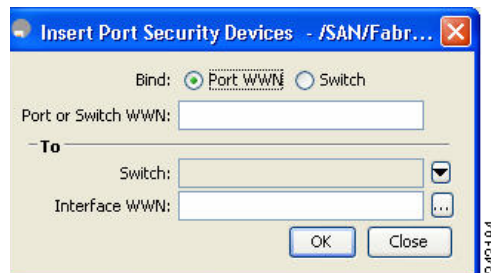 Insert Port Security Devices - /SAN/Fabr...
Bind: Port WWN Switch
Port or Switch WWN:
To
Switch:
Interface WWN: ...
OK Close